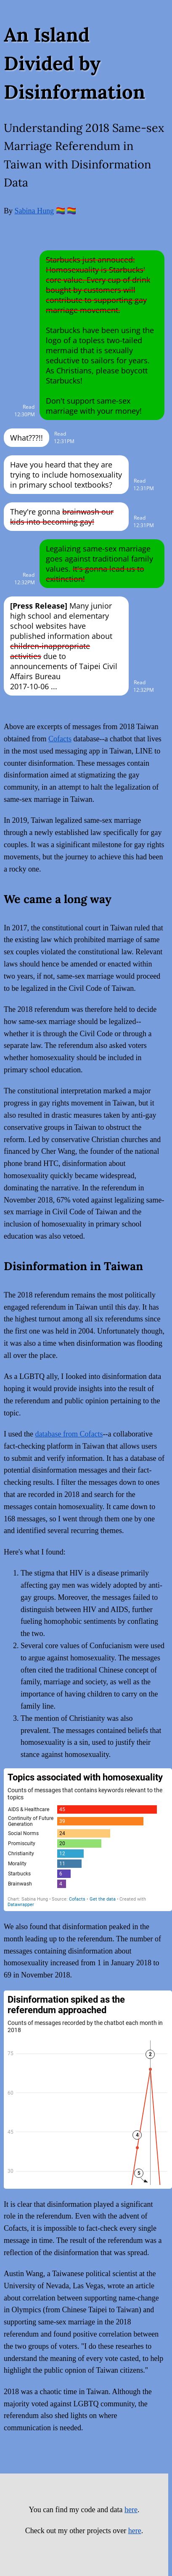 An Island
Divided by
Disinformation
Understanding 2018 Same-sex
Marriage Referendum in
Taiwan with Disinformation
Data
By Sabina Hung 🏳️‍🌈 🏳️‍🌈
Starbucks just annouced:
Homosexuality is Starbucks'
core value. Every cup of drink
bought by customers will
contribute to supporting gay
marriage movement.
Starbucks have been using the
logo of a topless two-tailed
mermaid that is sexually
seductive to sailors for years.
As Christians, please boycott
Starbucks!
Don't support same-sex
marriage with your money!
Read
12:30PM
What???!!
Read
12:31PM
Have you heard that they are
trying to include homosexuality
in primary school textbooks?
Read
12:31PM
They're gonna brainwash our
kids into becoming gay!
Read
12:31PM
Legalizing same-sex marriage
goes against traditional family
values. It's gonna lead us to
exitinction!
Read
12:32PM
[Press Release] Many junior
high school and elementary
school websites have
published information about
children-inappropriate
activities due to
announcements of Taipei Civil
Affairs Bureau
2017-10-06 ...
Read
12:32PM
Above are excerpts of messages from 2018 Taiwan
obtained from Cofacts database--a chatbot that lives
in the most used messaging app in Taiwan, LINE to
counter disinformation. These messages contain
disinformation aimed at stigmatizing the gay
community, in an attempt to halt the legalization of
same-sex marriage in Taiwan.
In 2019, Taiwan legalized same-sex marriage
through a newly established law specifically for gay
couples. It was a siginificant milestone for gay rights
movements, but the journey to achieve this had been
a rocky one.
We came a long way
In 2017, the constitutional court in Taiwan ruled that
the existing law which prohibited marriage of same
sex couples violated the constitutional law. Relevant
laws should hence be amended or enacted within
two years, if not, same-sex marriage would proceed
to be legalized in the Civil Code of Taiwan.
The 2018 referendum was therefore held to decide
how same-sex marriage should be legalized--
whether it is through the Civil Code or through a
separate law. The referendum also asked voters
whether homosexuality should be included in
primary school education.
The constitutional interpretation marked a major
progress in gay rights movement in Taiwan, but it
also resulted in drastic measures taken by anti-gay
conservative groups in Taiwan to obstruct the
reform. Led by conservative Christian churches and
financed by Cher Wang, the founder of the national
phone brand HTC, disinformation about
homosexuality quickly became widespread,
dominating the narrative. In the referendum in
November 2018, 67% voted against legalizing same-
sex marriage in Civil Code of Taiwan and the
inclusion of homosexuality in primary school
education was also vetoed.
Disinformation in Taiwan
The 2018 referendum remains the most politically
engaged referendum in Taiwan until this day. It has
the highest turnout among all six referendums since
the first one was held in 2004. Unfortunately though,
it was also a time when disinformation was flooding
all over the place.
As a LGBTQ ally, I looked into disinformation data
hoping it would provide insights into the result of
the referendum and public opinion pertaining to the
topic.
I used the database from Cofacts--a collaborative
fact-checking platform in Taiwan that allows users
to submit and verify information. It has a database of
potential disinformation messages and their fact-
checking results. I filter the messages down to ones
that are recorded in 2018 and search for the
messages contain homosexuality. It came down to
168 messages, so I went through them one by one
and identified several recurring themes.
Here's what I found:
1. The stigma that HIV is a disease primarily
affecting gay men was widely adopted by anti-
gay groups. Moreover, the messages failed to
distinguish between HIV and AIDS, further
fueling homophobic sentiments by conflating
the two.
2. Several core values of Confucianism were used
to argue against homosexuality. The messages
often cited the traditional Chinese concept of
family, marriage and society, as well as the
importance of having children to carry on the
family line.
3. The mention of Christianity was also
prevalent. The messages contained beliefs that
homosexuality is a sin, used to justify their
stance against homosexuality.
Topics associated with homosexuality
Counts of messages that contains keywords relevant to the
topics
AIDS & Healthcare 45
Continuity of Future
Generation 39
Social Norms 24
Promiscuity 20
Christianity 12
Morality 11
Starbucks 6
Brainwash 4
Chart: Sabina Hung • Source: Cofacts • Get the data • Created with
Datawrapper
We also found that disinformation peaked in the
month leading up to the referendum. The number of
messages containing disinformation about
homosexuality increased from 1 in January 2018 to
69 in November 2018.
Disinformation spiked as the
referendum approached
Counts of messages recorded by the chatbot each month in
2018
75
60
45
30
2
4
5
It is clear that disinformation played a significant
role in the referendum. Even with the advent of
Cofacts, it is impossible to fact-check every single
message in time. The result of the referendum was a
reflection of the disinformation that was spread.
Austin Wang, a Taiwanese political scientist at the
University of Nevada, Las Vegas, wrote an article
about correlation between supporting name-change
in Olympics (from Chinese Taipei to Taiwan) and
supporting same-sex marriage in the 2018
referendum and found positive correlation between
the two groups of voters. "I do these researhes to
understand the meaning of every vote casted, to help
highlight the public opnion of Taiwan citizens."
2018 was a chaotic time in Taiwan. Although the
majority voted against LGBTQ community, the
referendum also shed lights on where
communication is needed.
You can find my code and data here.
Check out my other projects over here.